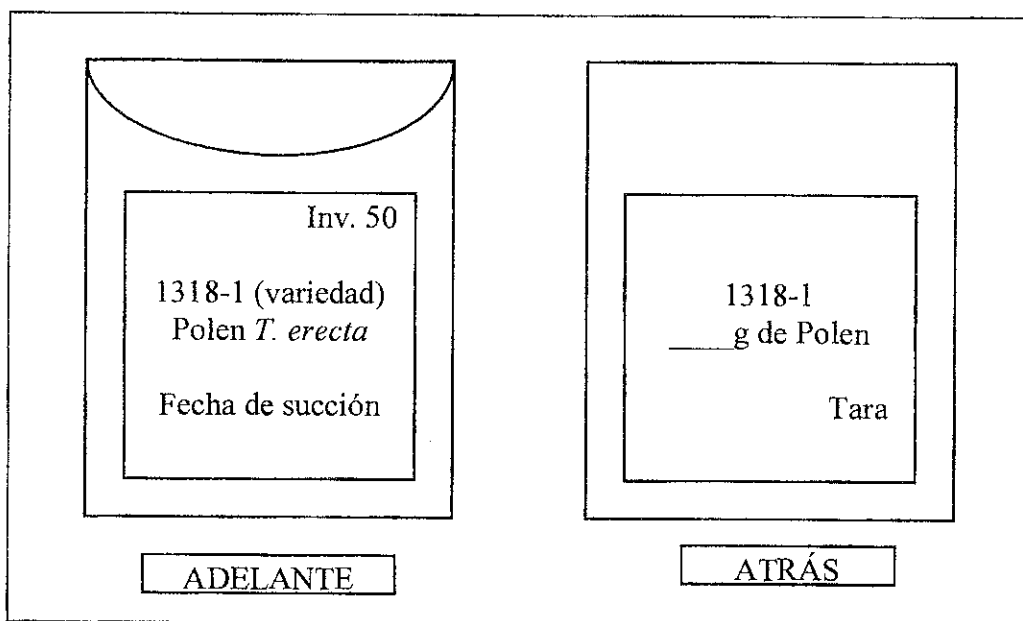 Inv. 50
1318-1 (variedad)
Polen T. erecta
Fecha de succión
ADELANTE
1318-1
_____g de Polen
Tara
ATRÁS